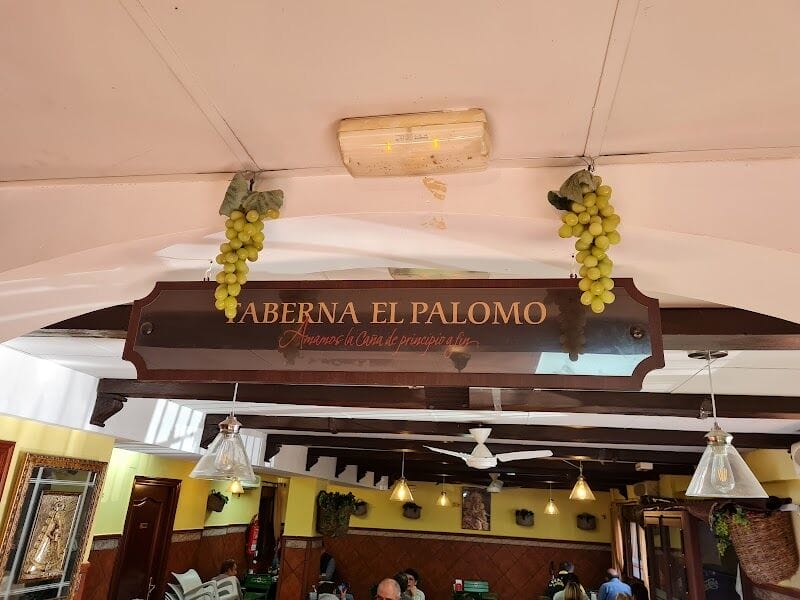 TABERNA EL PALOMO
Amamos la Caña de principio a fin